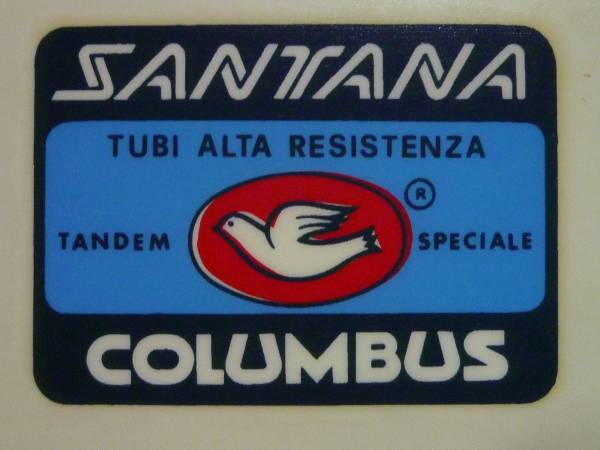 SANTANA
TUBI ALTA RESISTENZA
®
TANDEM SPECIALE
COLUMBUS